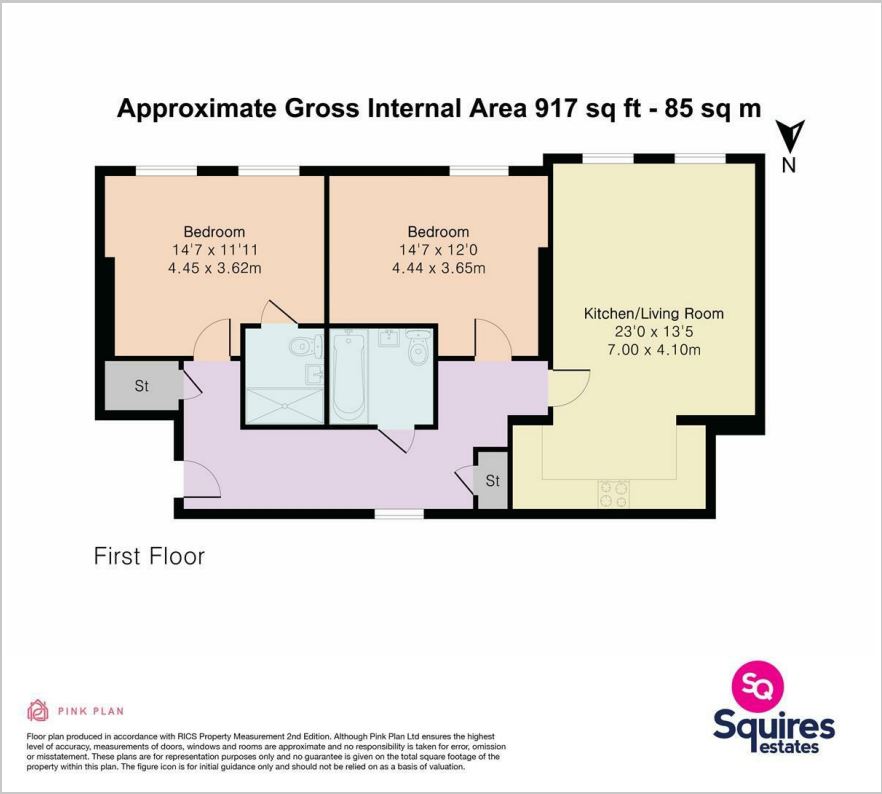 Approximate Gross Internal Area 917 sq ft - 85 sq m
N
Bedroom
14'7 x 11'11
4.45 x 3.62m
Bedroom
14'7 x 12'0
4.44 x 3.65m
Kitchen/Living Room
23'0 x 13'5
7.00 x 4.10m
St
St
First Floor
PINK PLAN
Floor plan produced in accordance with RICS Property Measurement 2nd Edition. Although Pink Plan Ltd ensures the highest
level of accuracy, measurements of doors, windows and rooms are approximate and no responsibility is taken for error, omission
or misstatement. These plans are for representation purposes only and no guarantee is given on the total square footage of the
property within this plan. The figure icon is for initial guidance only and should not be relied on as a basis of valuation.
SQ
Squires
estates